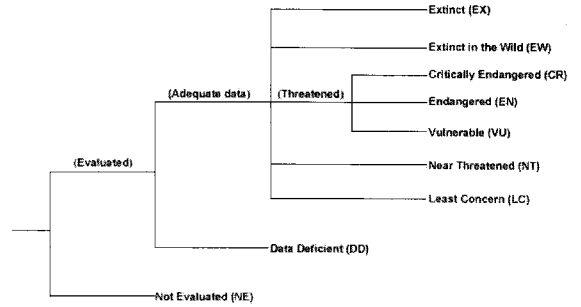 Extinct (EX)
Extinct in the Wild (EW)
Critically Endangered (CR)
(Adequate data)
(Threatened)
Endangered (EN)
Vulnerable (VU)
(Evaluated)
Near Threatened (NT)
Least Concern (LC)
Data Deficient (DD)
Not Evaluated (NE)